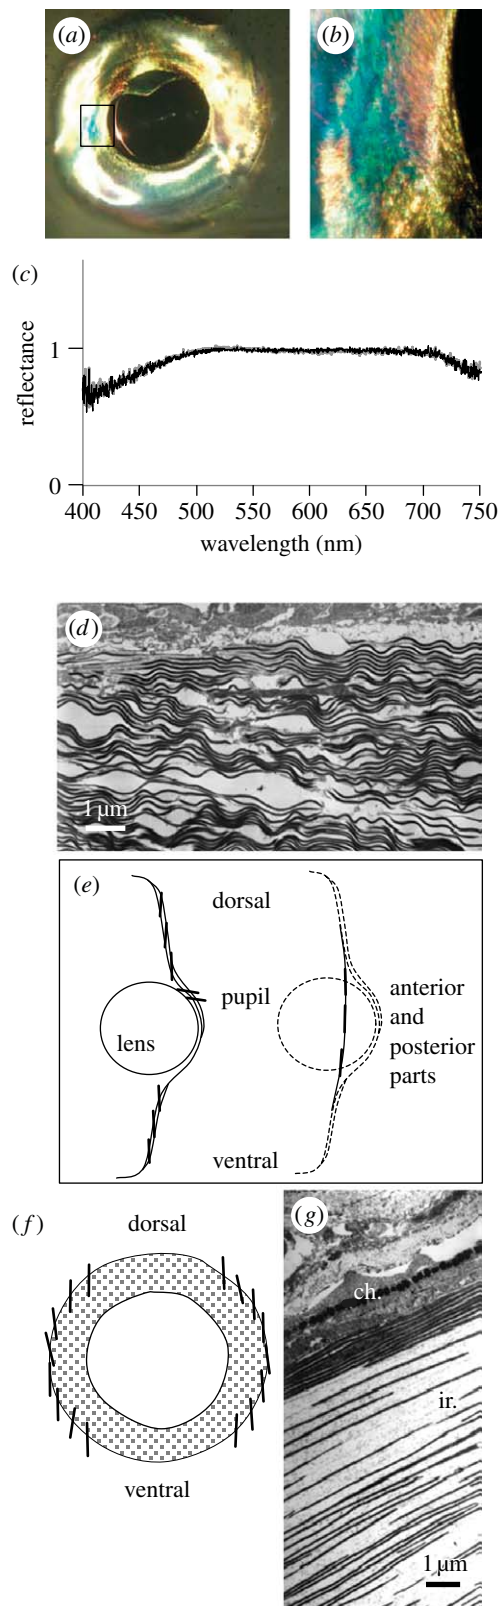 (a)
(b)
(c)
reflectance
1
0
400 450 500 550 600 650 700 750
wavelength (nm)
(d)
1 μm
(e)
dorsal
pupil
lens
anterior
and
posterior
parts
ventral
(f)
dorsal
ventral
(g)
ch.
ir.
1 μm